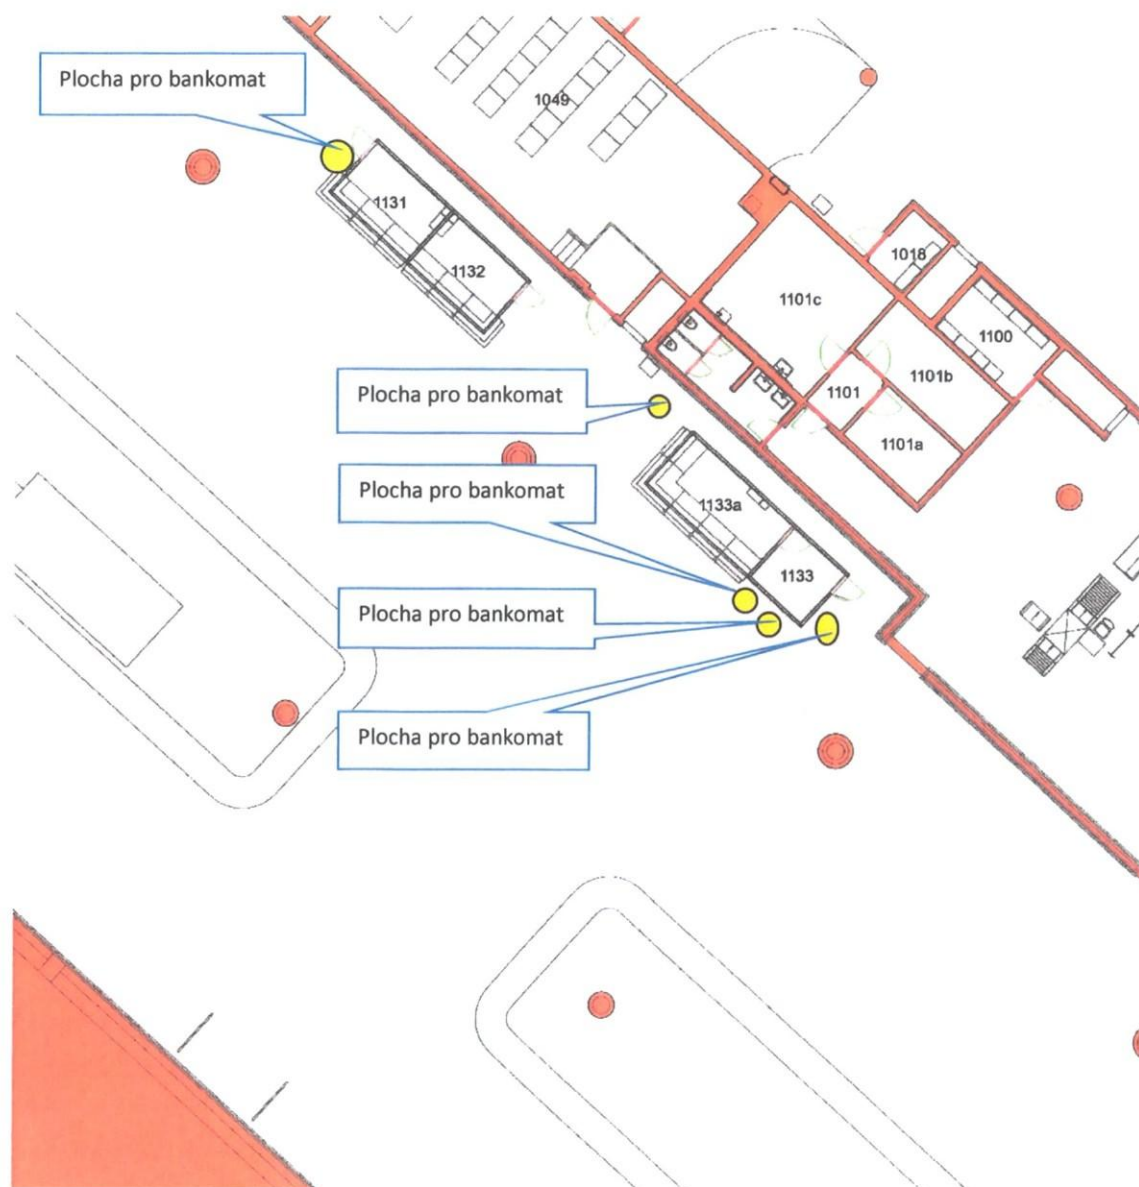 Plocha pro bankomat
1049
1131
1132
1018
1101c
1100
1101b
1101
1101a
Plocha pro bankomat
Plocha pro bankomat
1133a
1133
Plocha pro bankomat
Plocha pro bankomat